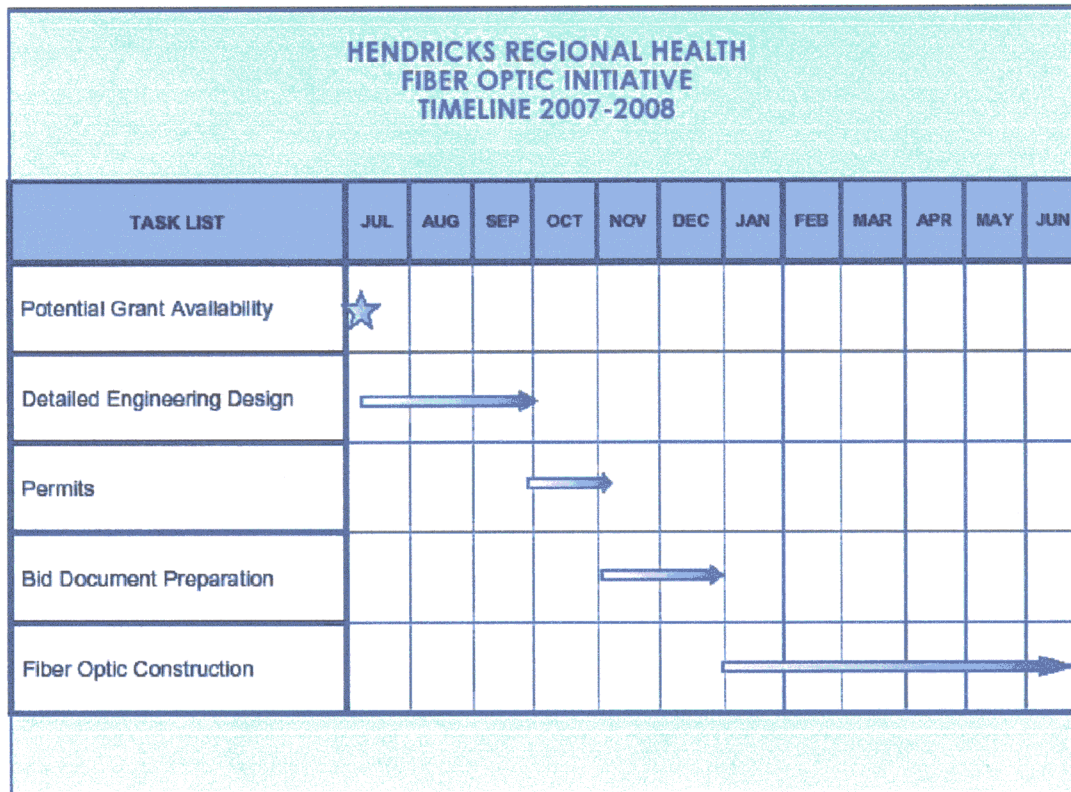 HENDRICKS REGIONAL HEALTH
FIBER OPTIC INITIATIVE
TIMELINE 2007-2008
TASK LIST JUL AUG SEP OCT NOV DEC JAN FEB MAR APR MAY JUN
Potential Grant Availability
Detailed Engineering Design
Permits
Bid Document Preparation
Fiber Optic Construction